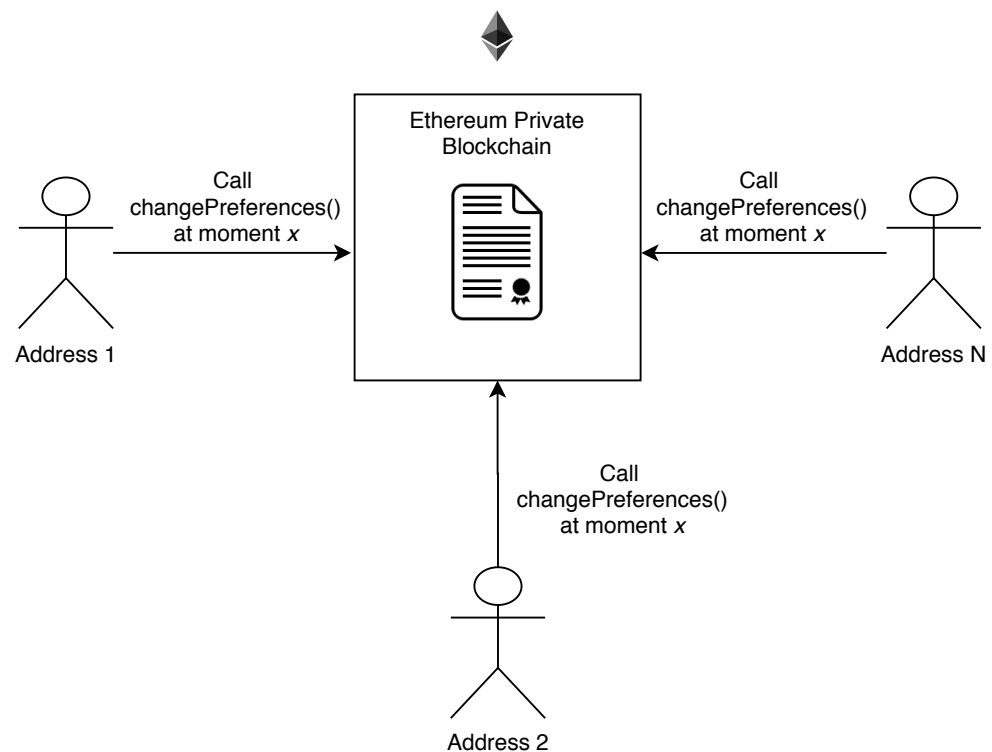 Ethereum Private
Blockchain
Call
changePreferences()
at moment x
Address 1
Call
changePreferences()
at moment x
Address N
Call
changePreferences()
at moment x
Address 2